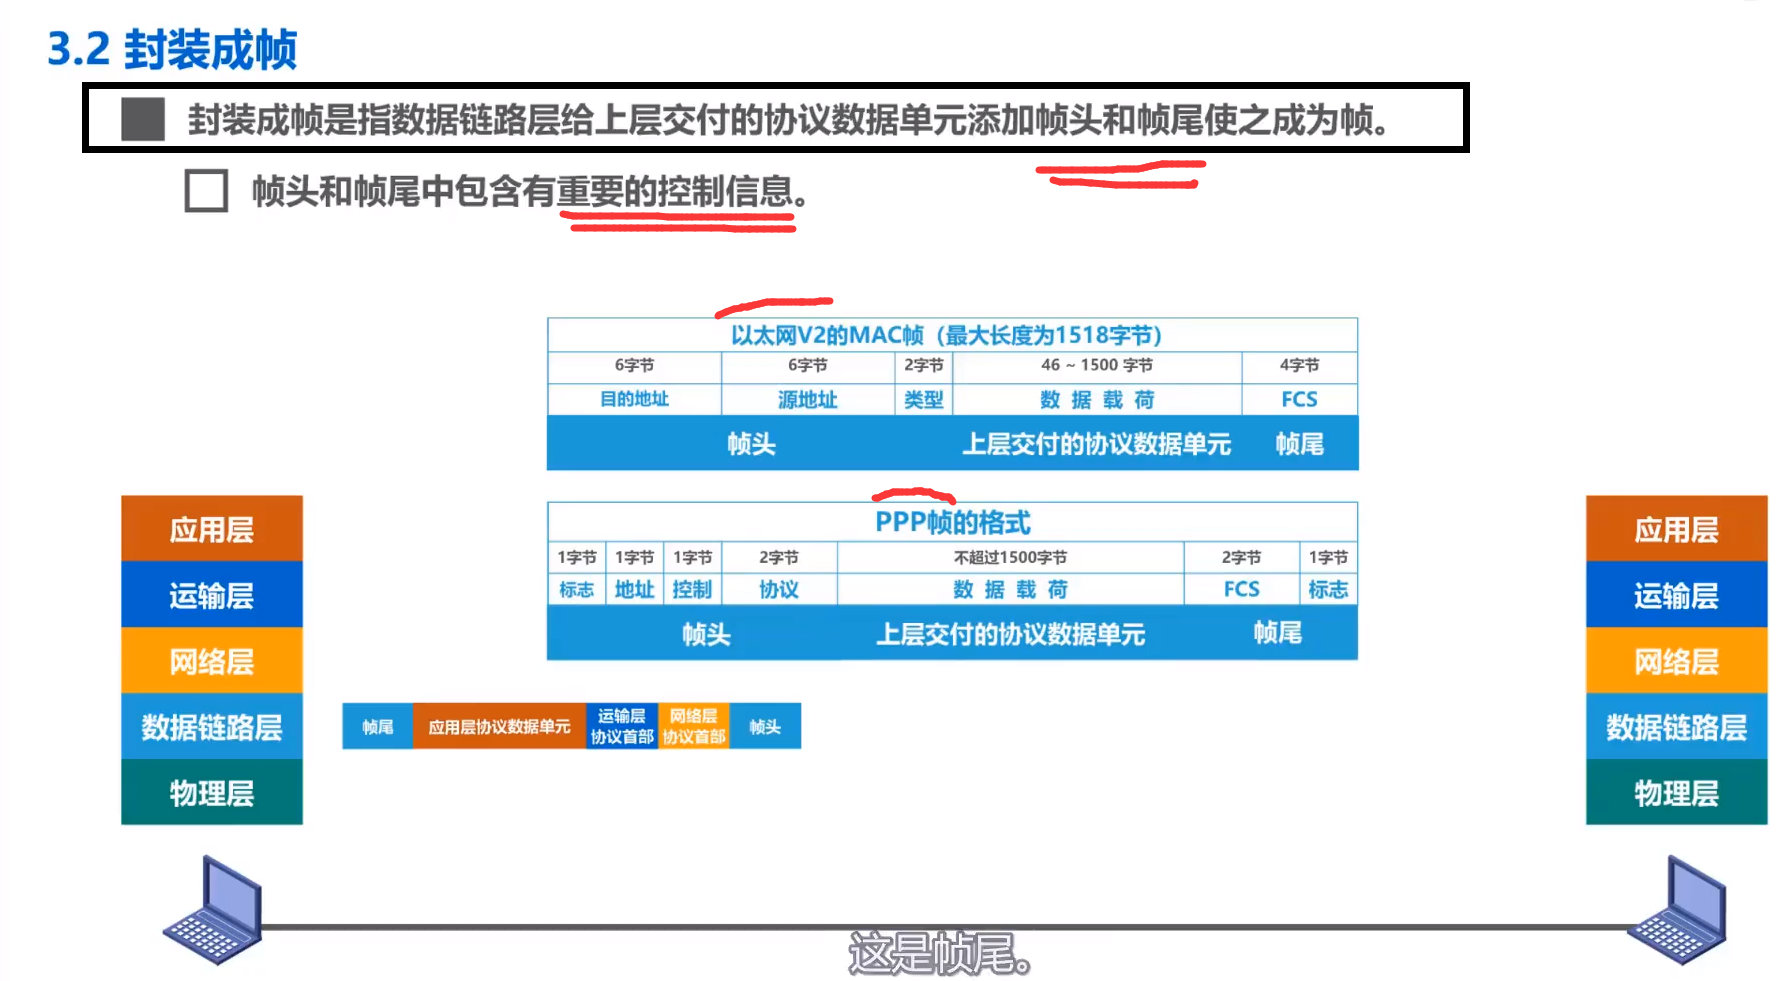 3.2 封装成帧
封装成帧是指数据链路层给上层交付的协议数据单元添加帧头和帧尾使之成为帧。
帧头和帧尾中包含有重要的控制信息。
以太网V2的MAC帧（最大长度为1518字节）
6字节 6字节 2字节 46 ~ 1500 字节 4字节
目的地址 源地址 类型 数 据 载 荷 FCS
帧头 上层交付的协议数据单元 帧尾
PPP帧的格式
1字节 1字节 1字节 2字节 不超过1500字节 2字节 1字节
标志 地址 控制 协议 数 据 载 荷 FCS 标志
帧头 上层交付的协议数据单元 帧尾
应用层
运输层
网络层
数据链路层
物理层
帧尾 应用层协议数据单元 运输层协议首部 网络层协议首部 帧头
应用层
运输层
网络层
数据链路层
物理层
这是帧尾。